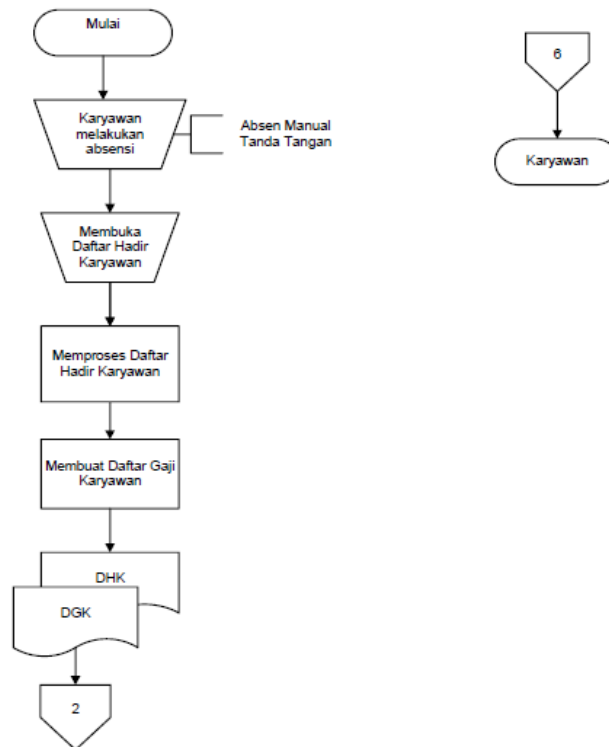 Mulai
Karyawan
melakukan
absensi
Absen Manual
Tanda Tangan
Membuka
Daftar Hadir
Karyawan
Memproses Daftar
Hadir Karyawan
Membuat Daftar Gaji
Karyawan
DHK
DGK
2
6
Karyawan